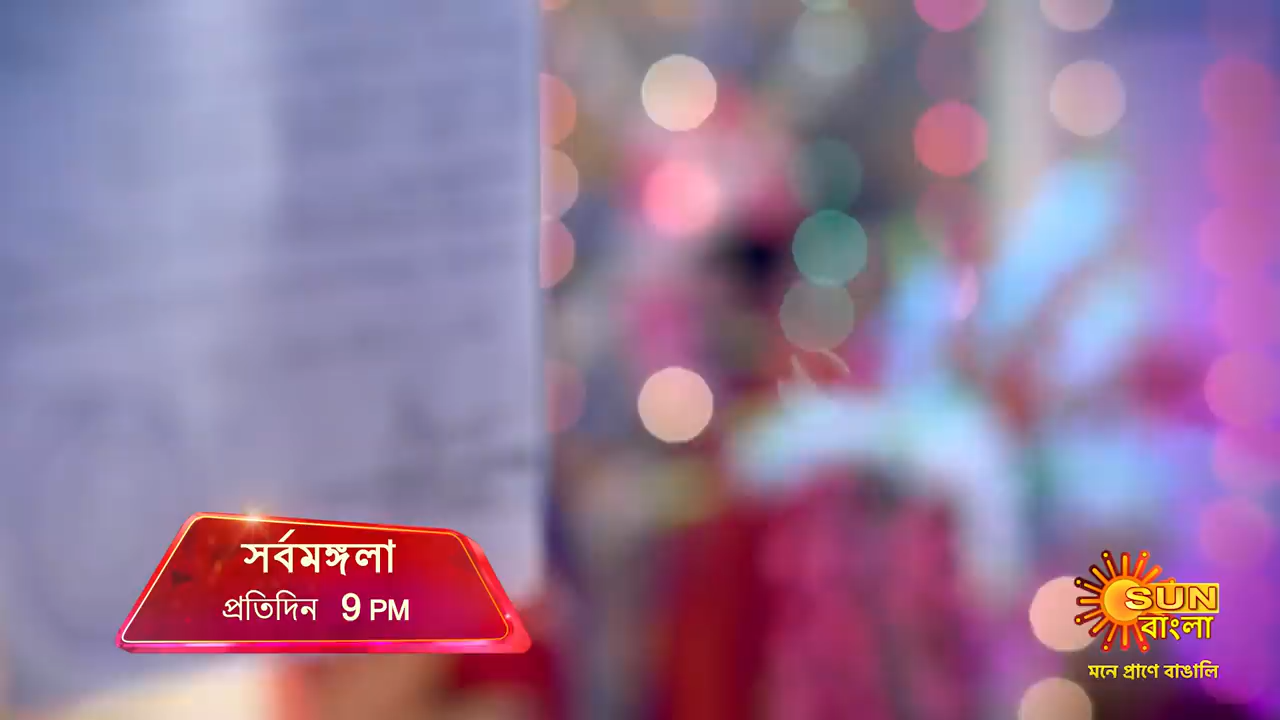 সর্বমঙ্গলা
প্রতিদিন 9 PM
SUN
বাংলা
মনে প্রাণে বাঙালি